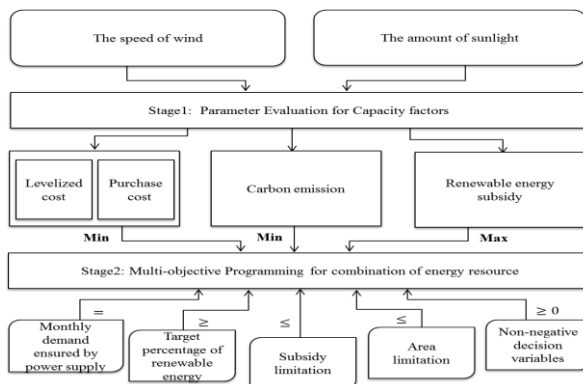 The speed of wind
The amount of sunlight
Stage1: Parameter Evaluation for Capacity factors
Levelized
cost
Purchase
cost
Carbon emission
Renewable energy
subsidy
Min
Min
Max
Stage2: Multi-objective Programming for combination of energy resource
=
≥
≤
≤
≥ 0
Monthly
demand
ensured by
power supply
Target
percentage of
renewable
energy
Subsidy
limitation
Area
limitation
Non-negative
decision
variables